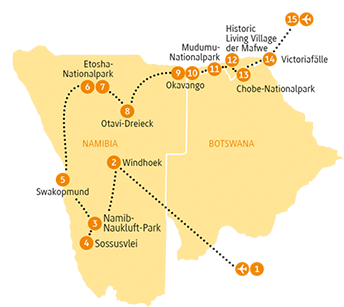 15
Historic
Living Village
der Mafwe
Mudumu-
Nationalpark
12
14
Victoriafälle
Etosha-
Nationalpark
9
10
11
13
Okavango
Chobe-Nationalpark
6
7
8
Otavi-Dreieck
NAMIBIA
BOTSWANA
2
Windhoek
5
Swakopmund
3
Namib-
Naukluft-Park
4
Sossusvlei
1